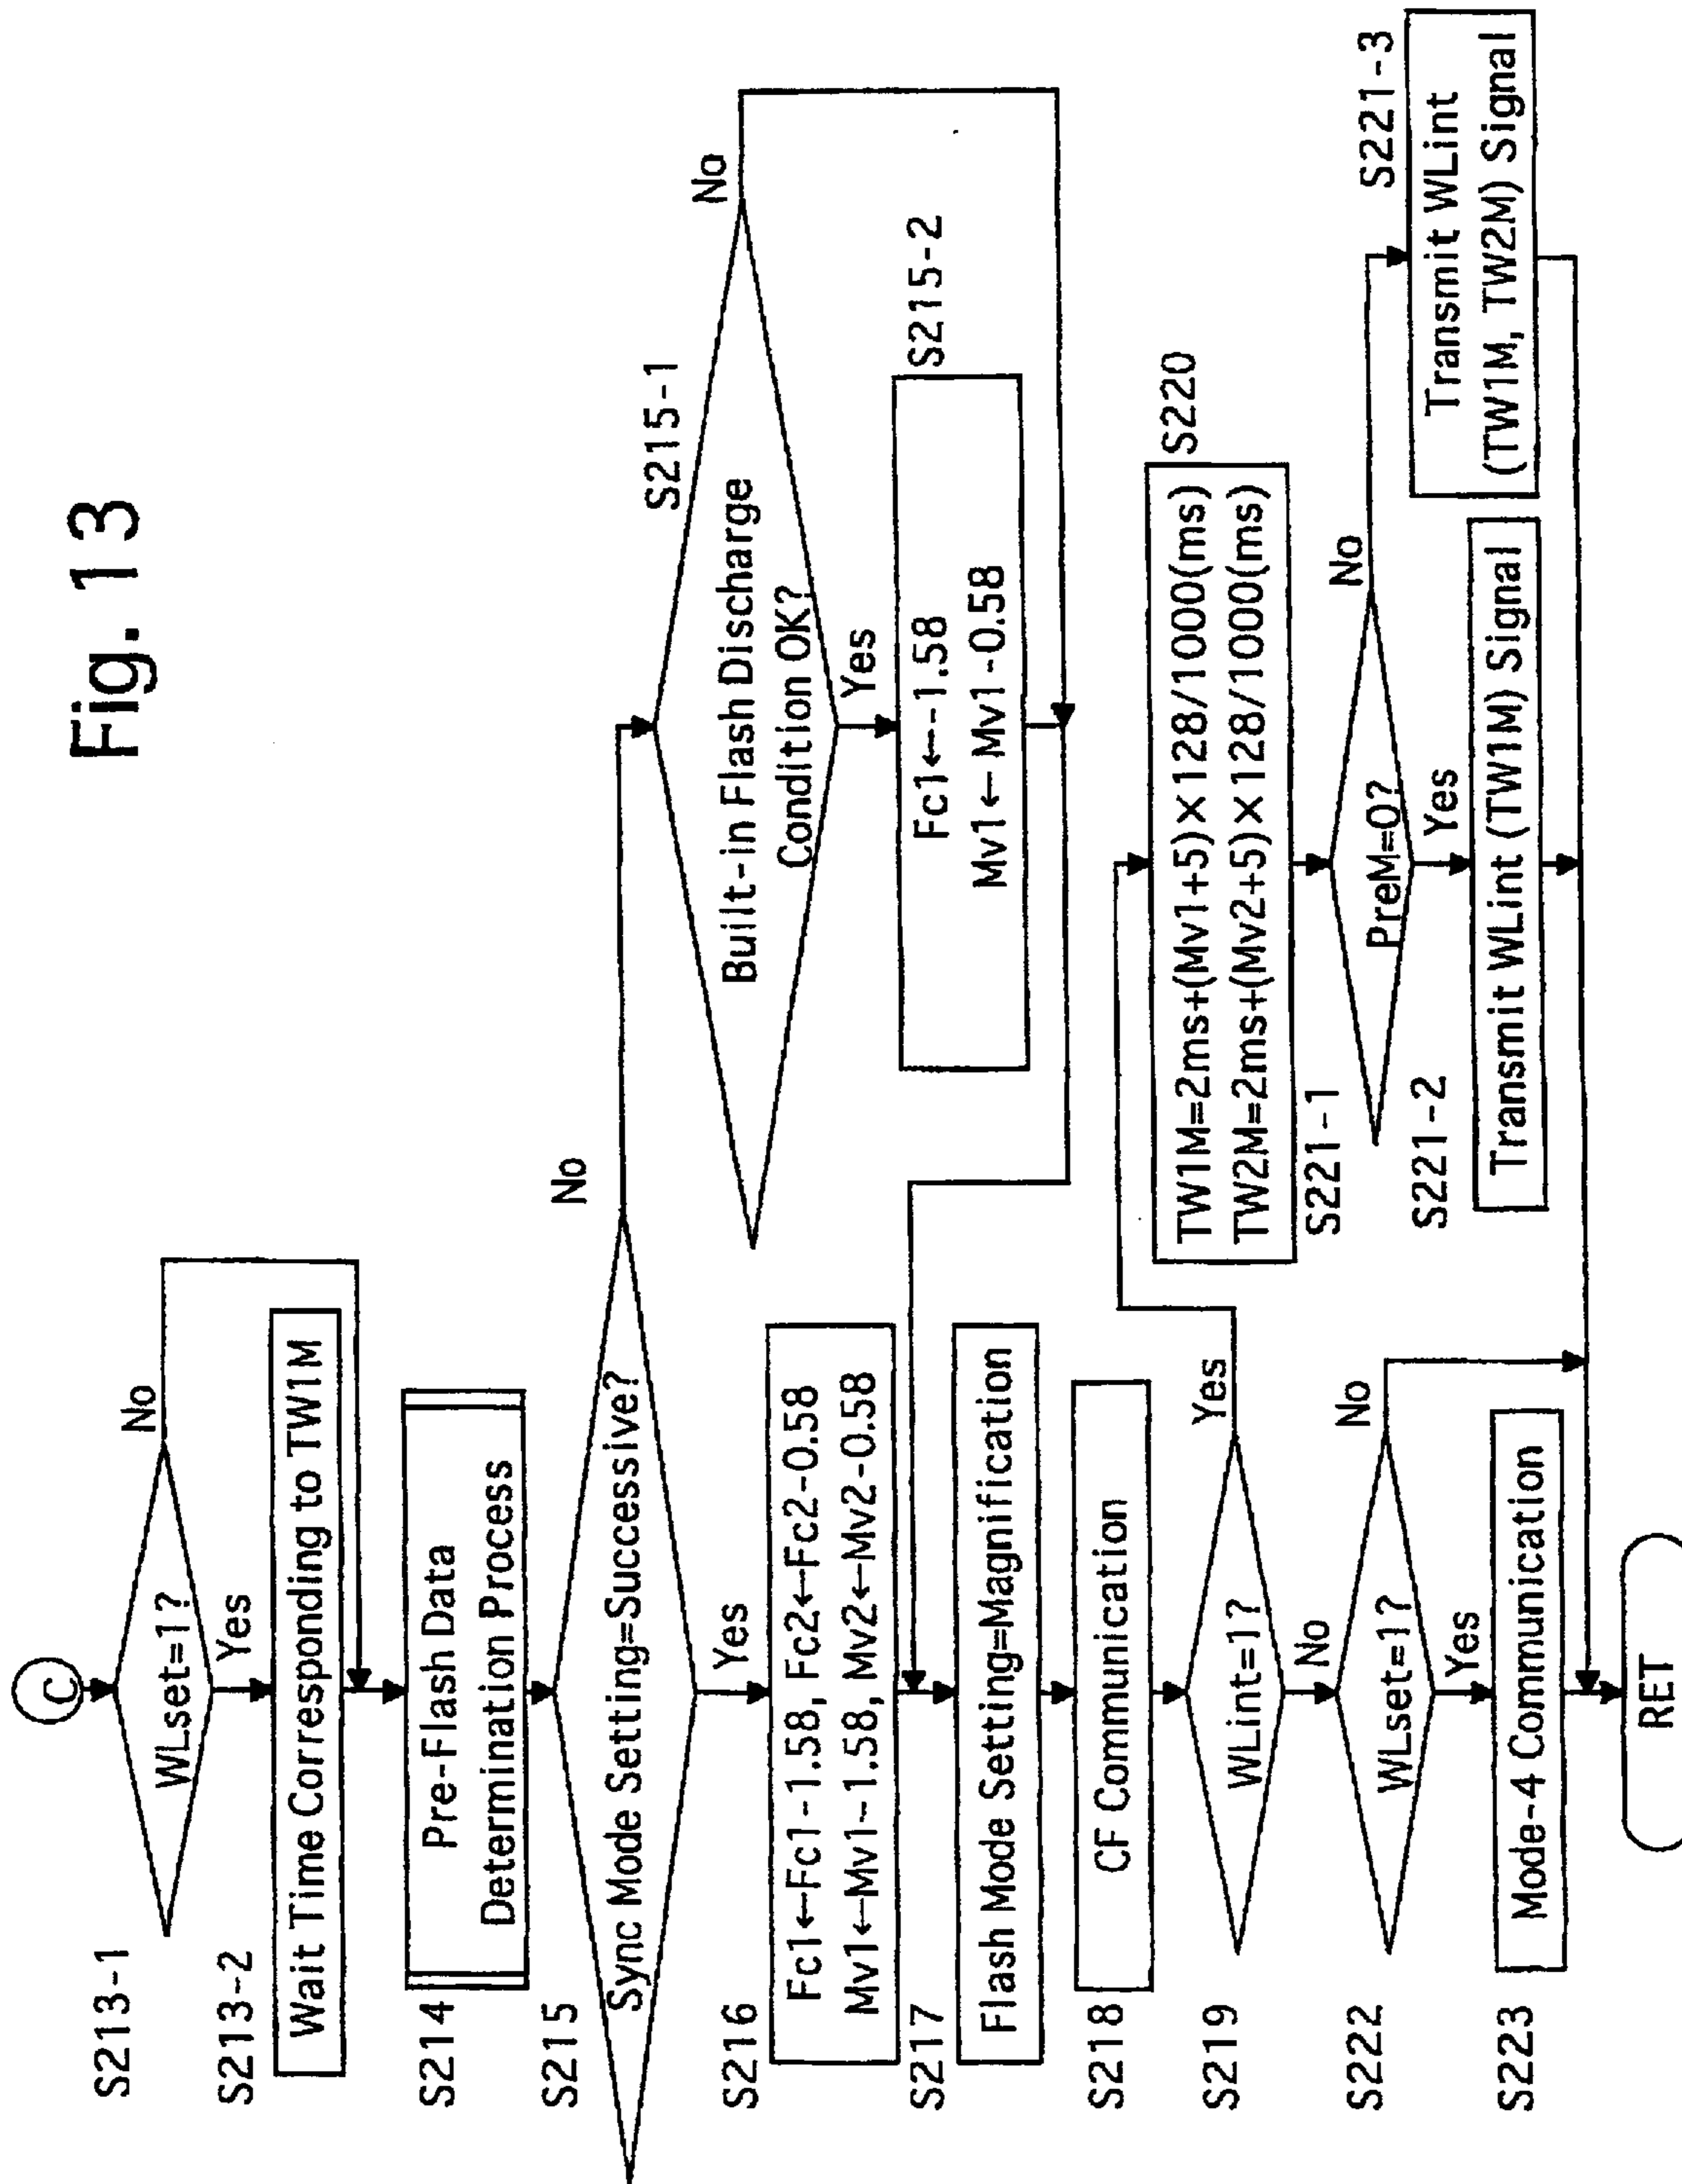 Fig. 13
C
S213-1
WLset=1?
No
Yes
S213-2
Wait Time Corresponding to TW1M
S214
Pre-Flash Data
Determination Process
S215
Sync Mode Setting=Successive?
No
Yes
S215-1
Built-in Flash Discharge
Condition OK?
No
Yes
S215-2
Fc1←-1.58
Mv1←Mv1-0.58
S216
Fc1←Fc1-1.58, Fc2←Fc2-0.58
Mv1←Mv1-1.58, Mv2←Mv2-0.58
S217
Flash Mode Setting=Magnification
S218
CF Communication
S219
WLint=1?
Yes
No
S220
TW1M=2ms+(Mv1+5)×128/1000(ms)
TW2M=2ms+(Mv2+5)×128/1000(ms)
S221-1
PreM=0?
No
Yes
S221-2
Transmit WLint (TW1M) Signal
S221-3
Transmit WLint
(TW1M, TW2M) Signal
S222
WLset=1?
No
Yes
S223
Mode-4 Communication
RET